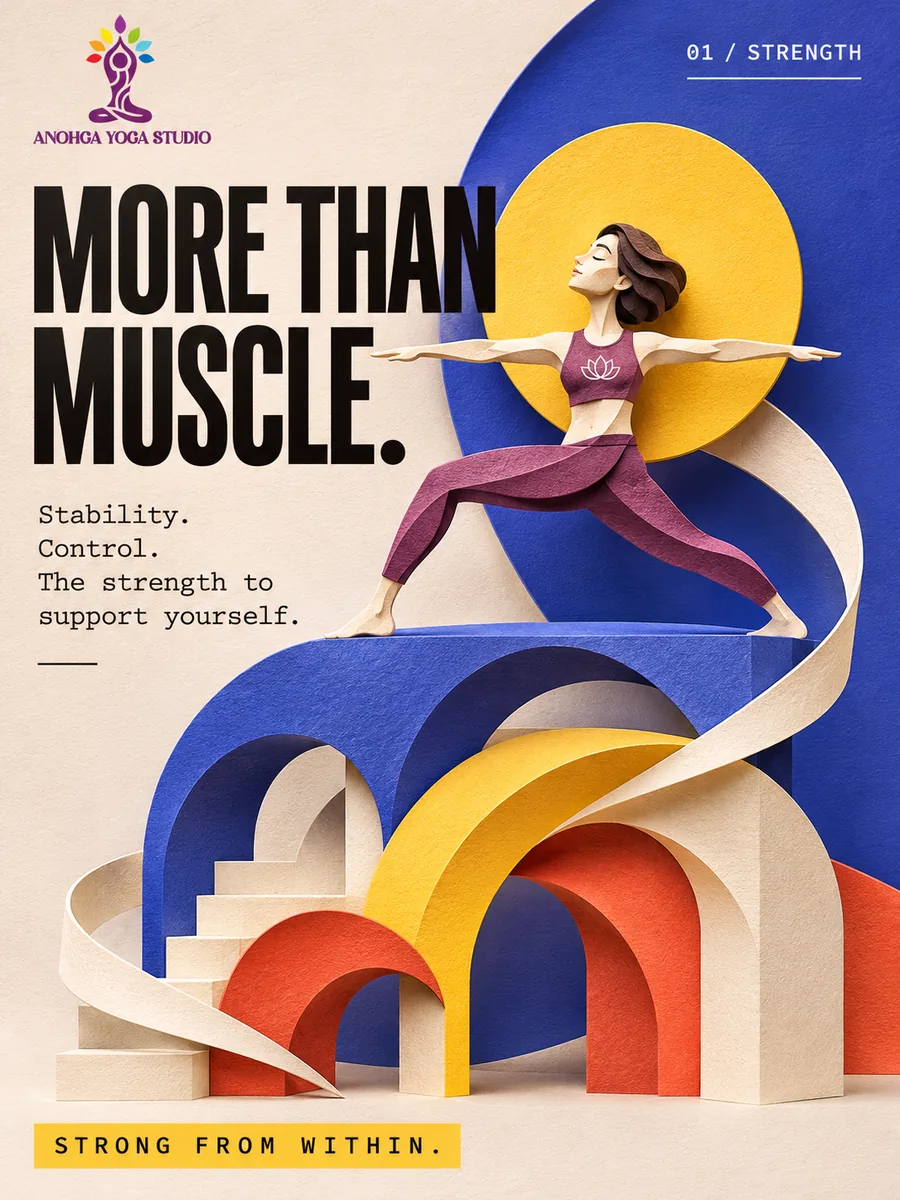 ANOHGA YOGA STUDIO
01 / STRENGTH
MORE THAN
MUSCLE.
Stability.
Control.
The strength to
support yourself.
STRONG FROM WITHIN.